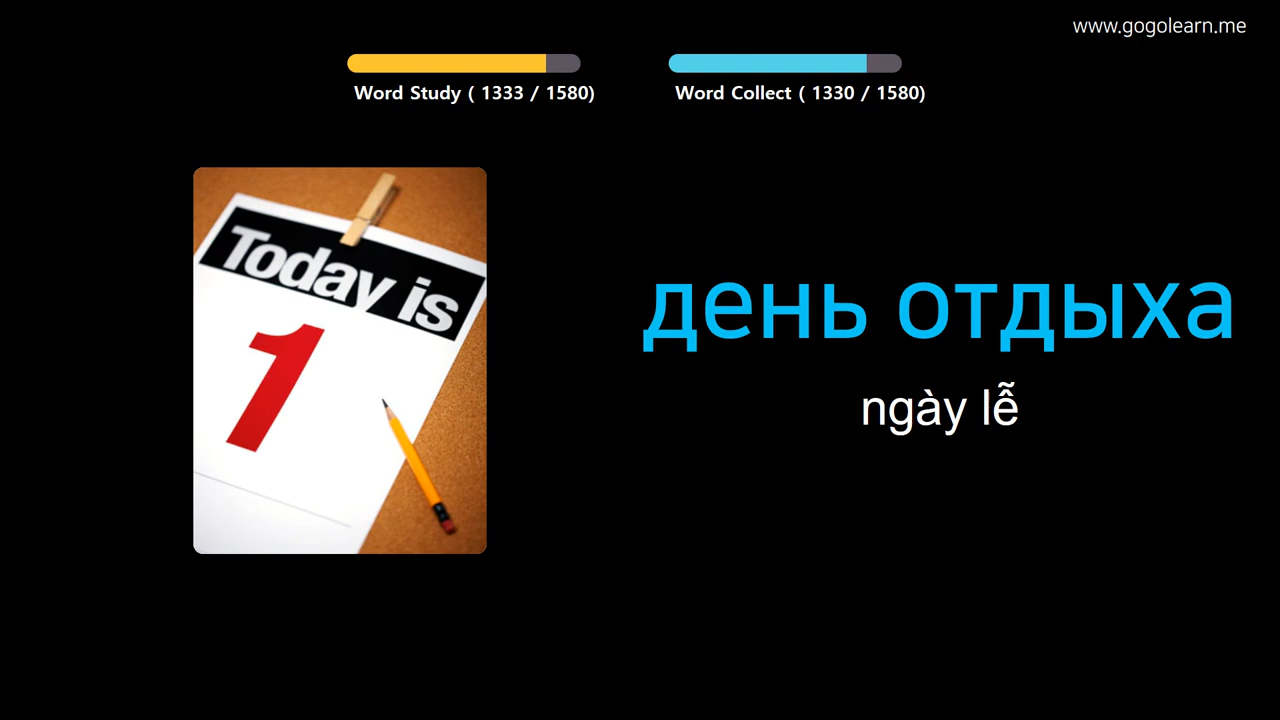 www.gogolearn.me
Word Study ( 1333 / 1580)
Word Collect ( 1330 / 1580)
Today is
1
день отдыха
ngày lễ